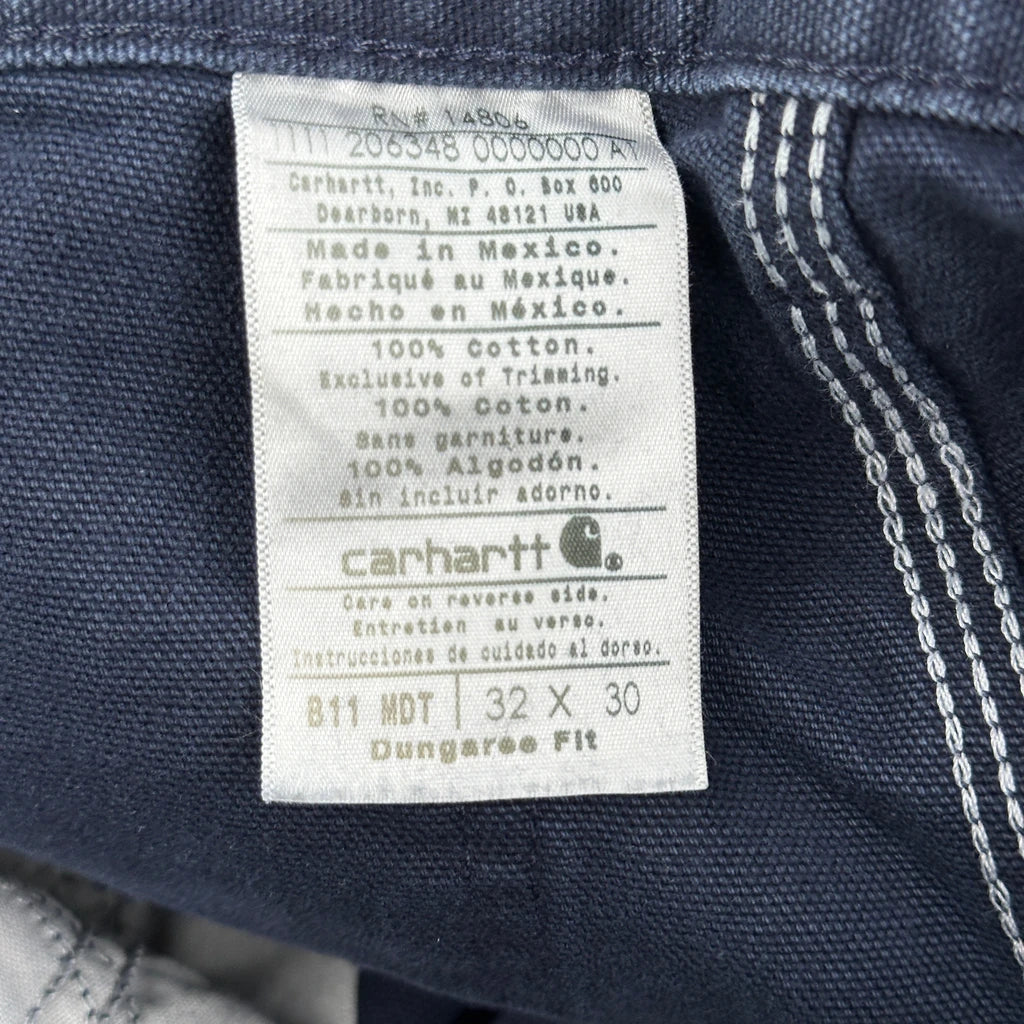 RN# 14806
1111 206348 0000000 AT
Carhartt, Inc. P. O. Box 600
Dearborn, MI 48121 USA
Made in Mexico.
Fabriqué au Mexique.
Hecho en México.
100% Cotton.
Exclusive of Trimming.
100% Coton.
Sans garniture.
100% Algodón.
Sin incluir adorno.
carhartt ®
Care on reverse side.
Entretien au verso.
Instrucciones de cuidado al dorso.
B11 MDT | 32 X 30
Dungaree Fit